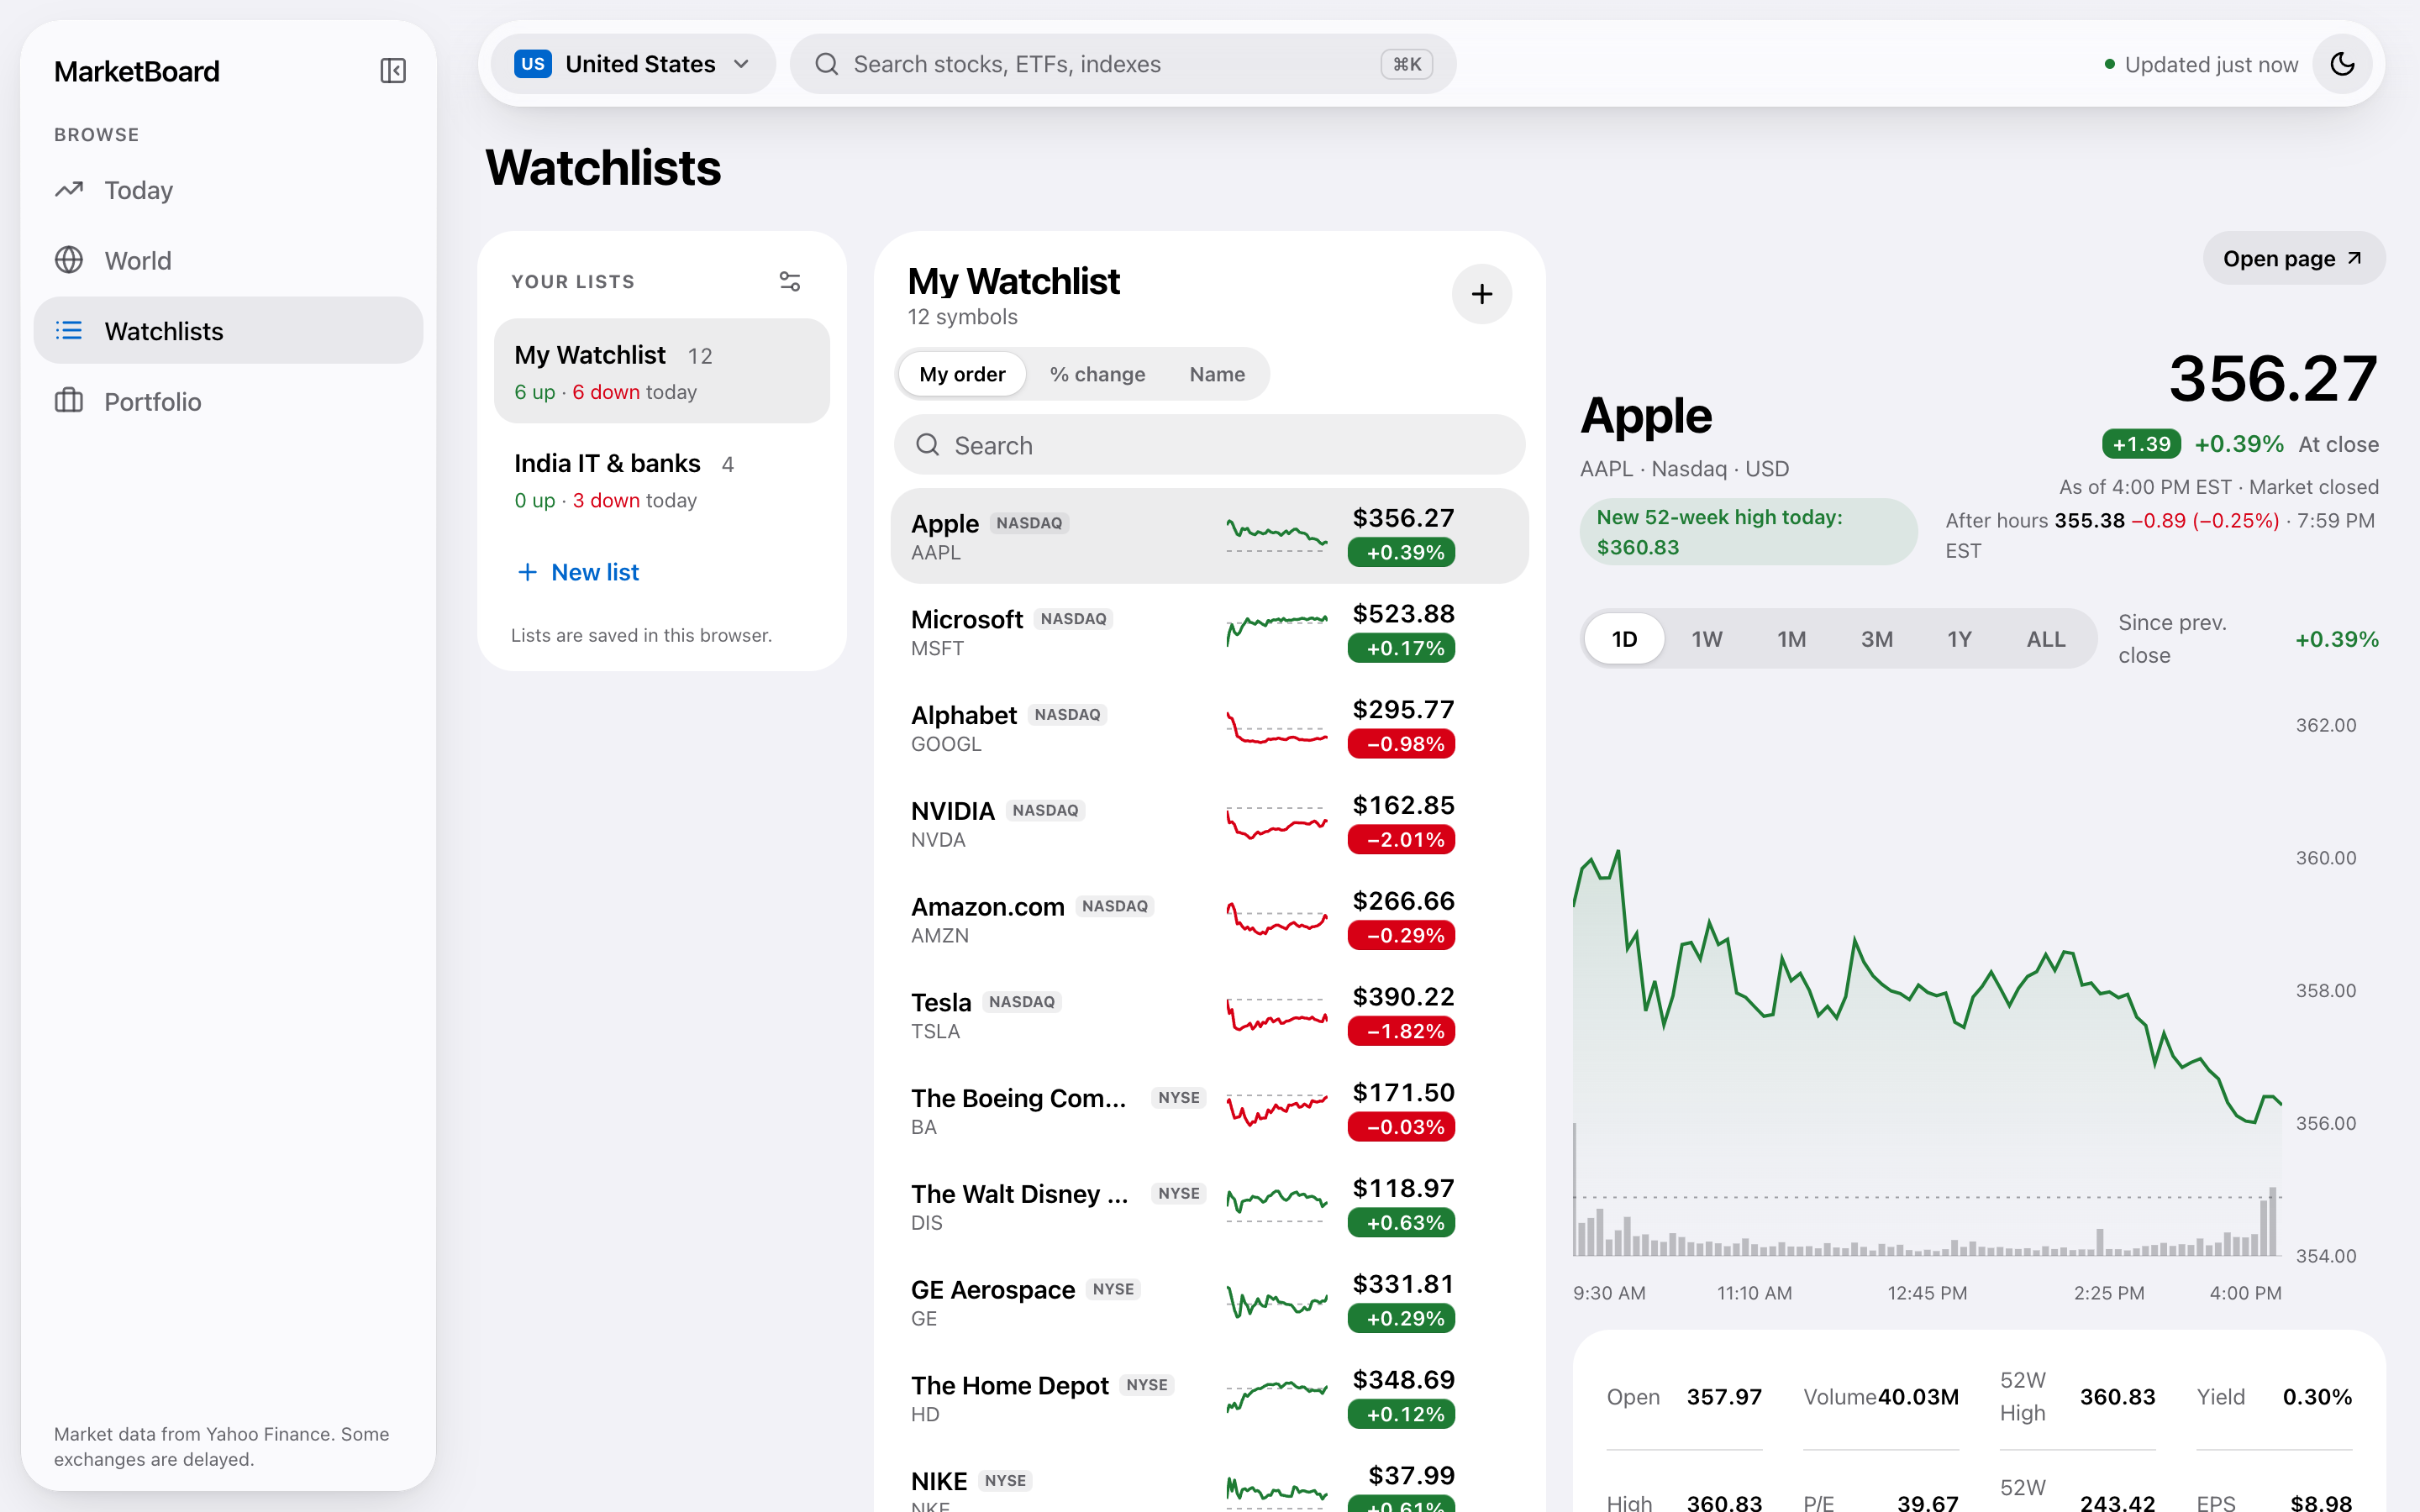 MarketBoard
BROWSE
Today
World
Watchlists
Portfolio
Market data from Yahoo Finance. Some
exchanges are delayed.
US United States
Search stocks, ETFs, indexes ⌘K
Updated just now
Watchlists
YOUR LISTS
My Watchlist 12
6 up · 6 down today
India IT & banks 4
0 up · 3 down today
+ New list
Lists are saved in this browser.
My Watchlist
12 symbols
+
My order % change Name
Search
Apple NASDAQ $356.27
AAPL +0.39%
Microsoft NASDAQ $523.88
MSFT +0.17%
Alphabet NASDAQ $295.77
GOOGL −0.98%
NVIDIA NASDAQ $162.85
NVDA −2.01%
Amazon.com NASDAQ $266.66
AMZN −0.29%
Tesla NASDAQ $390.22
TSLA −1.82%
The Boeing Com... NYSE $171.50
BA −0.03%
The Walt Disney ... NYSE $118.97
DIS +0.63%
GE Aerospace NYSE $331.81
GE +0.29%
The Home Depot NYSE $348.69
HD +0.12%
NIKE NYSE $37.99
NKE +0.61%
Open page
Apple
AAPL · Nasdaq · USD
New 52-week high today:
$360.83
356.27
+1.39 +0.39% At close
As of 4:00 PM EST · Market closed
After hours 355.38 −0.89 (−0.25%) · 7:59 PM
EST
1D 1W 1M 3M 1Y ALL
Since prev.
close
+0.39%
362.00
360.00
358.00
356.00
354.00
9:30 AM 11:10 AM 12:45 PM 2:25 PM 4:00 PM
Open 357.97 Volume 40.03M 52W High 360.83 Yield 0.30%
High 360.83 P/E 39.67 52W 243.42 EPS $8.98